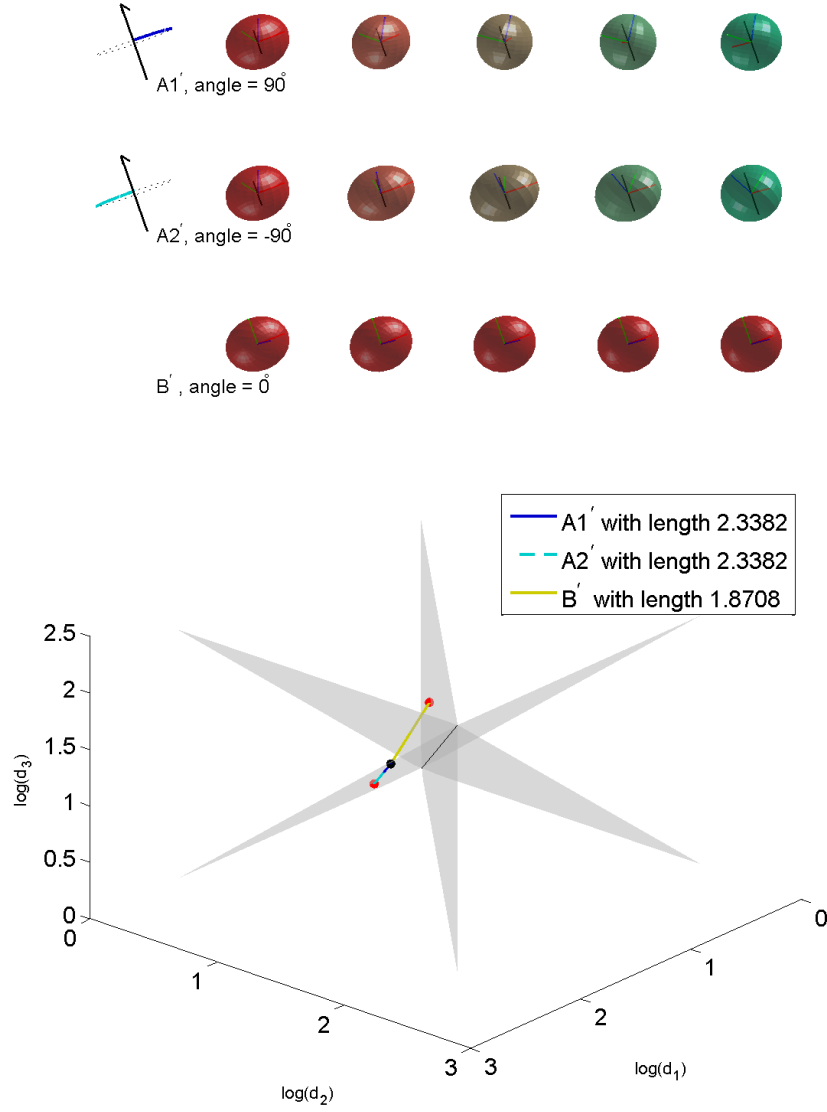 A1′, angle = 90°
A2′, angle = -90°
B′ , angle = 0°
A1′ with length 2.3382
A2′ with length 2.3382
B′ with length 1.8708
2.5
2
1.5
1
0.5
0
log(d3)
0
1
2
3
log(d2)
3
2
1
0
log(d1)